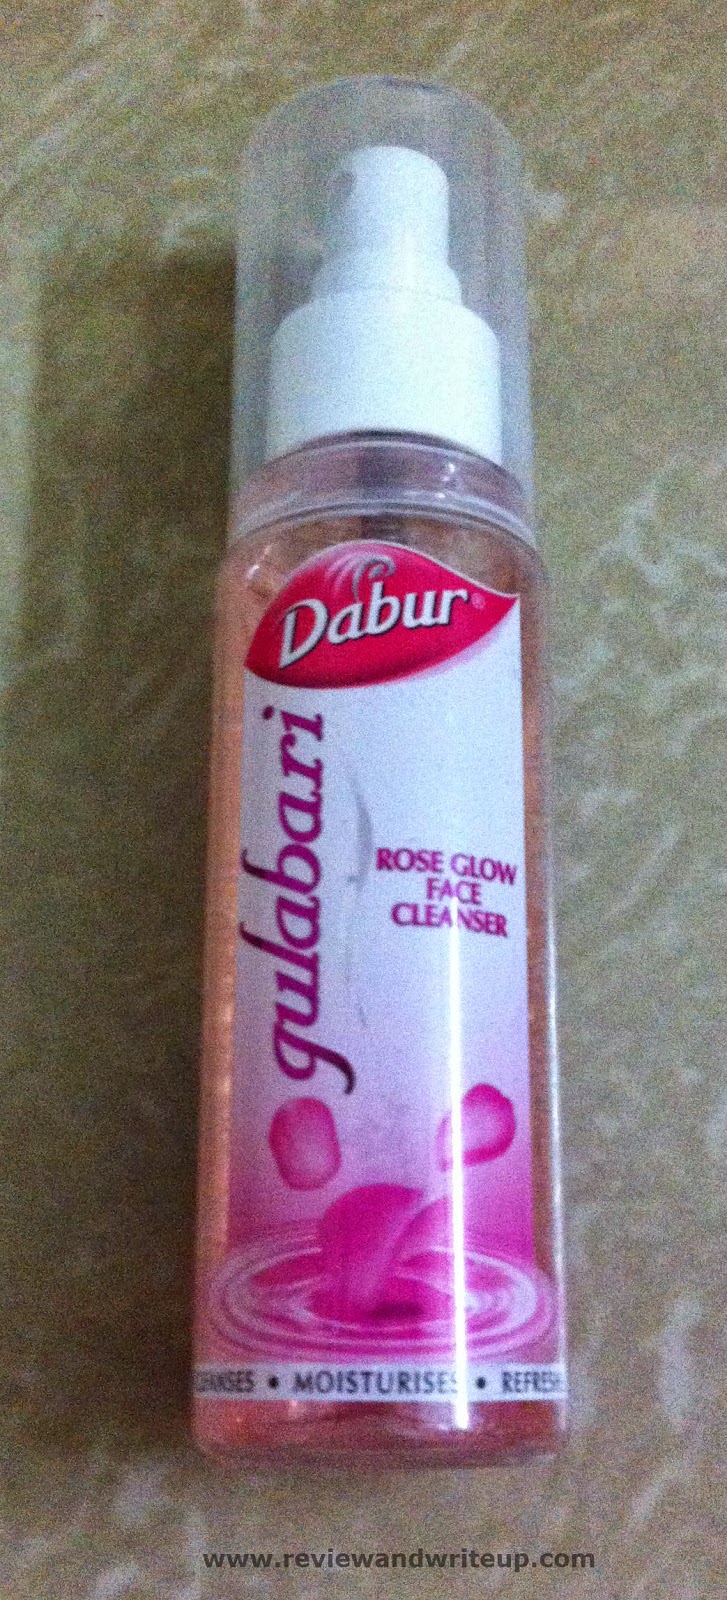 Dabur®
gulabari
ROSE GLOW
FACE
CLEANSER
• MOISTURISES •
www.reviewandwriteup.com